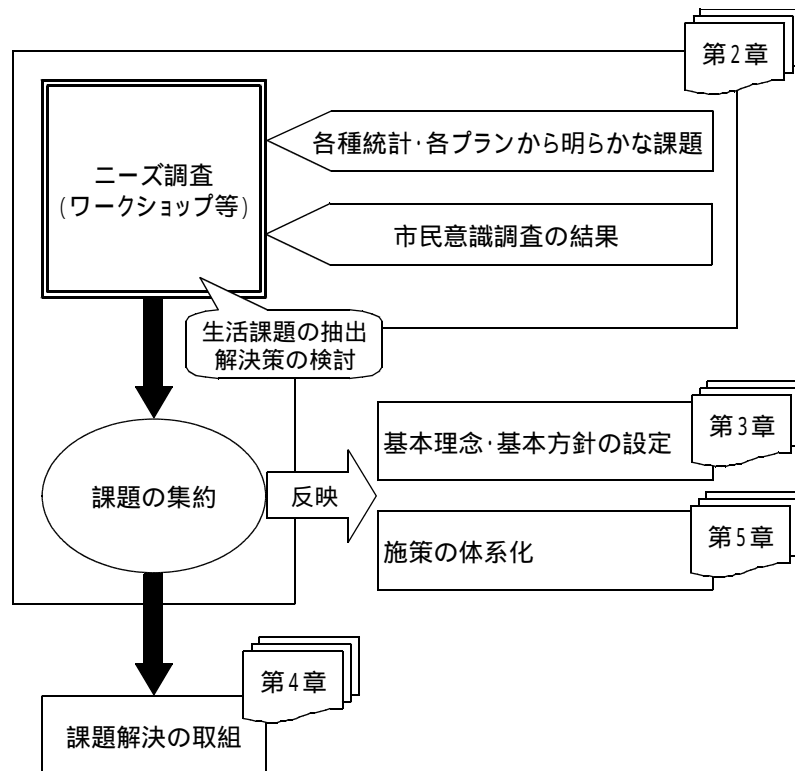 第2章
各種統計・各プランから明らかな課題
ニーズ調査
(ワークショップ等)
市民意識調査の結果
生活課題の抽出
解決策の検討
第3章
基本理念・基本方針の設定
課題の集約
反映
第5章
施策の体系化
第4章
課題解決の取組